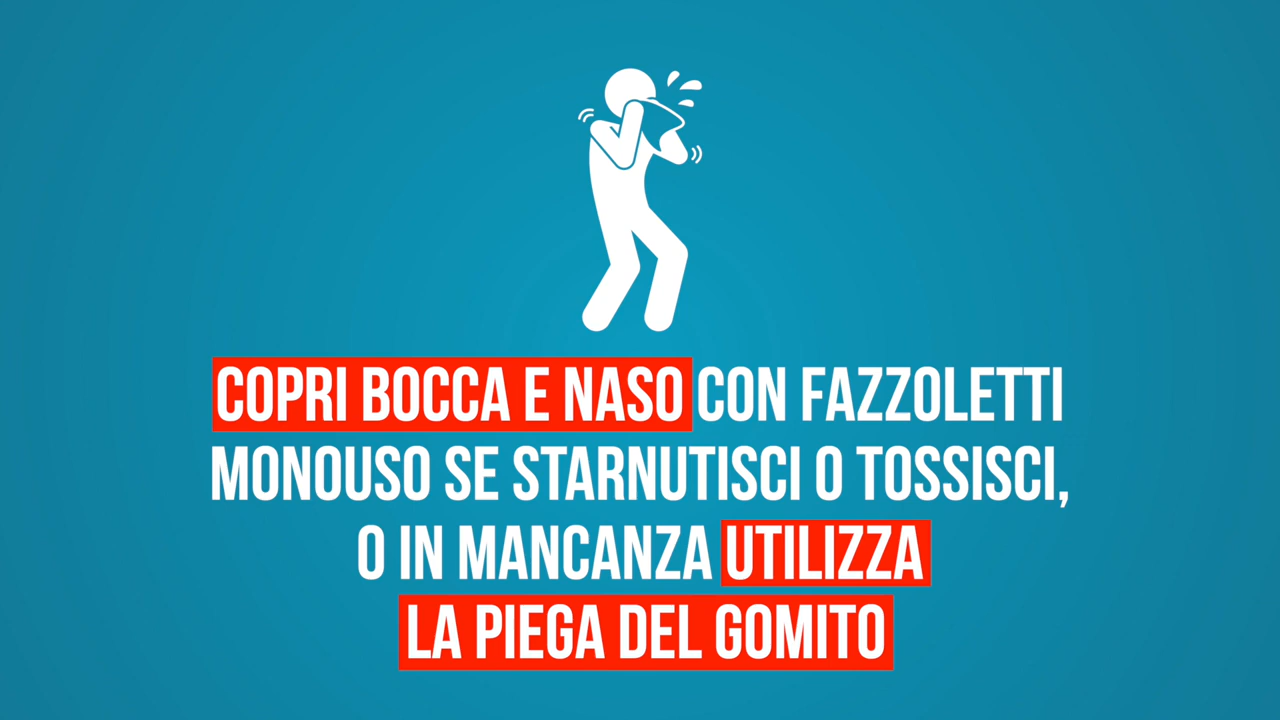 COPRI BOCCA E NASO CON FAZZOLETTI
MONOUSO SE STARNUTISCI O TOSSISCI,
O IN MANCANZA UTILIZZA
LA PIEGA DEL GOMITO